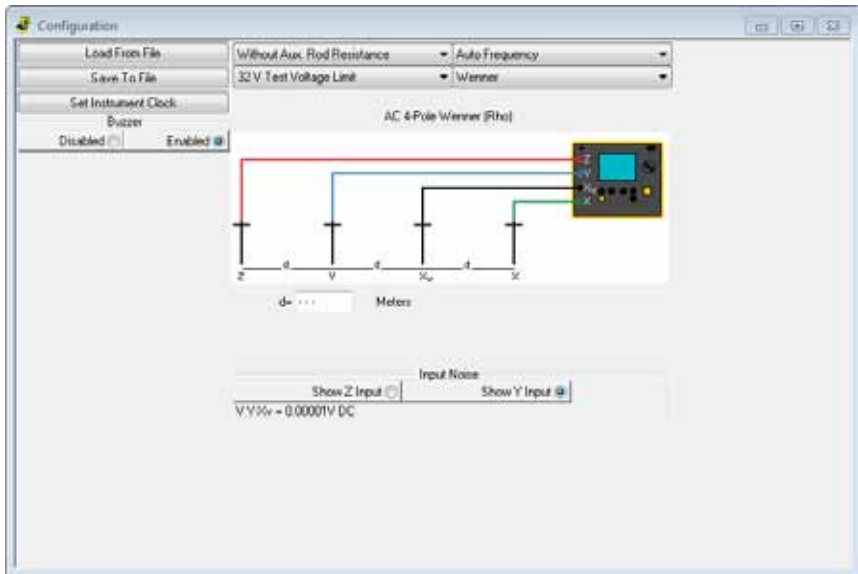 Configuration
Load From File
Save To File
Set Instrument Clock
Buzzer
Disabled Enabled
Without Aux. Rod Resistance Auto Frequency
32 V Test Voltage Limit Wenner
AC 4-Pole Wenner (Rho)
Z
Y
Xv
X
d d d
Z Y Xv X
d= - - - Meters
Input Noise
Show Z Input Show Y Input
V Y Xv = 0.00001V DC